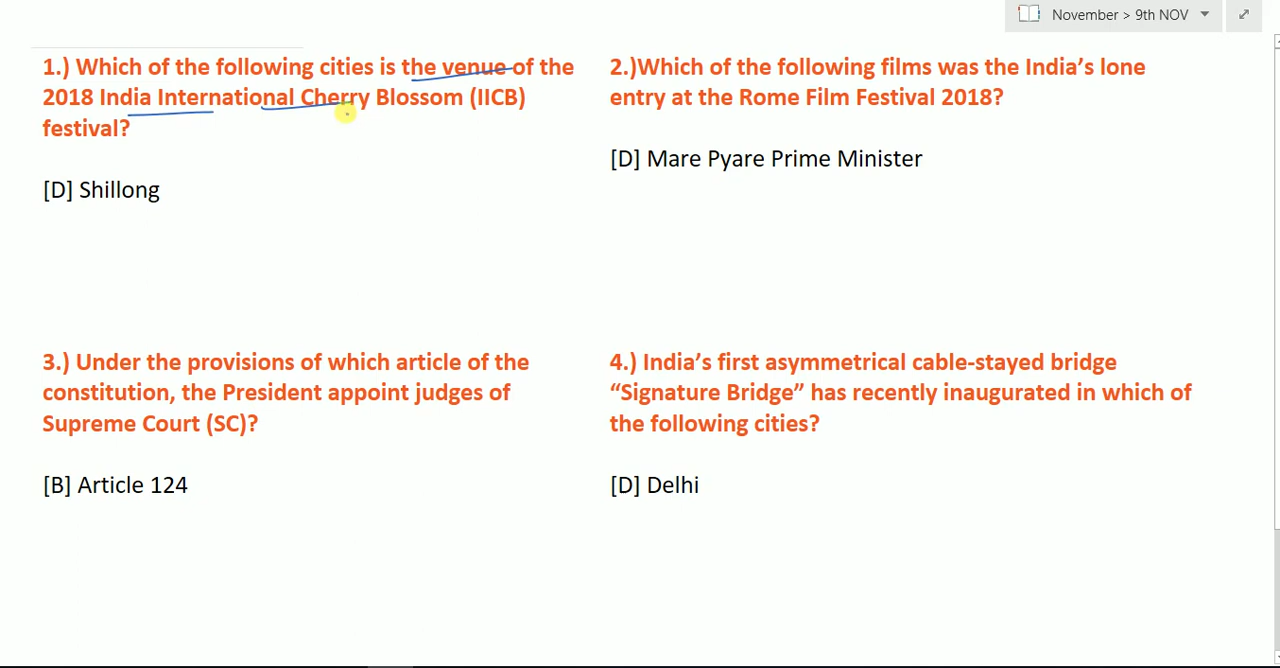 November > 9th NOV
1.) Which of the following cities is the venue of the
2018 India International Cherry Blossom (IICB)
festival?
[D] Shillong
2.)Which of the following films was the India’s lone
entry at the Rome Film Festival 2018?
[D] Mare Pyare Prime Minister
3.) Under the provisions of which article of the
constitution, the President appoint judges of
Supreme Court (SC)?
[B] Article 124
4.) India’s first asymmetrical cable-stayed bridge
“Signature Bridge” has recently inaugurated in which of
the following cities?
[D] Delhi